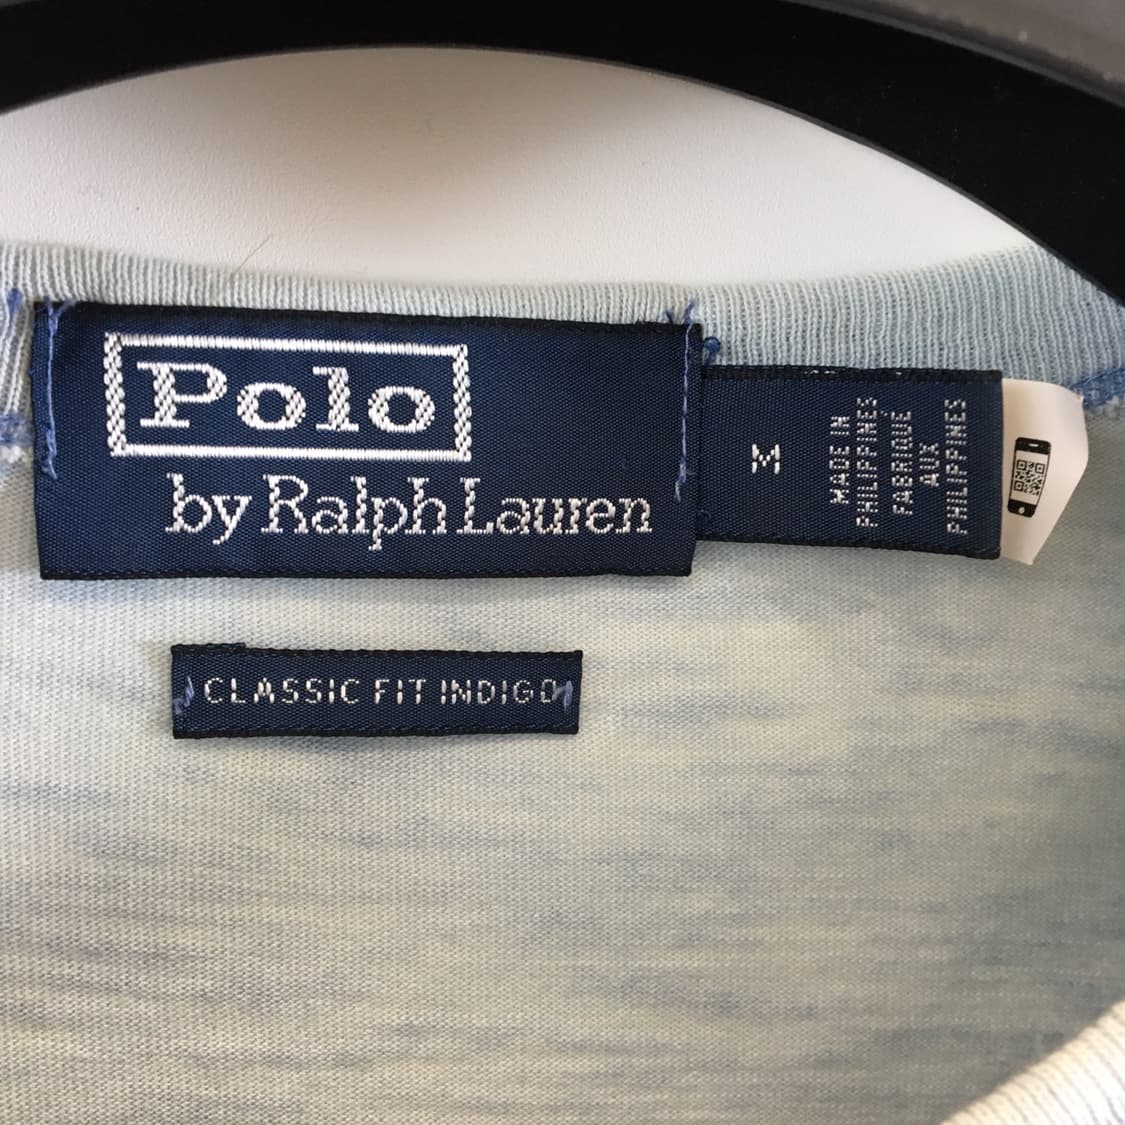 Polo
by Ralph Lauren
M
MADE IN
PHILIPPINES
FABRIQUÉ
AUX
PHILIPPINES
CLASSIC FIT INDIGO